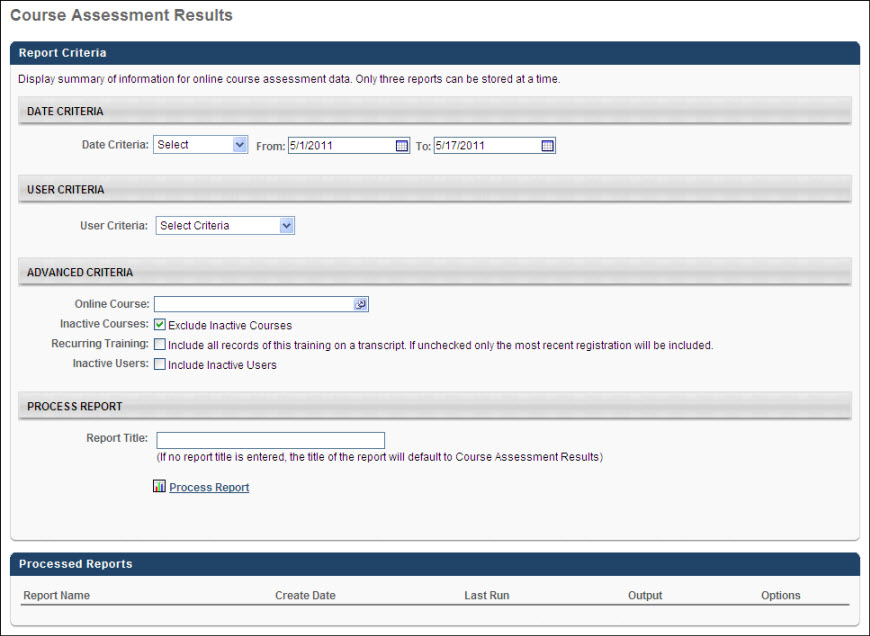 Course Assessment Results
Report Criteria
Display summary of information for online course assessment data. Only three reports can be stored at a time.
DATE CRITERIA
Date Criteria: Select From: 5/1/2011 To: 5/17/2011
USER CRITERIA
User Criteria: Select Criteria
ADVANCED CRITERIA
Online Course:
Inactive Courses: Exclude Inactive Courses
Recurring Training: Include all records of this training on a transcript. If unchecked only the most recent registration will be included.
Inactive Users: Include Inactive Users
PROCESS REPORT
Report Title:
(If no report title is entered, the title of the report will default to Course Assessment Results)
Process Report
Processed Reports
Report Name Create Date Last Run Output Options